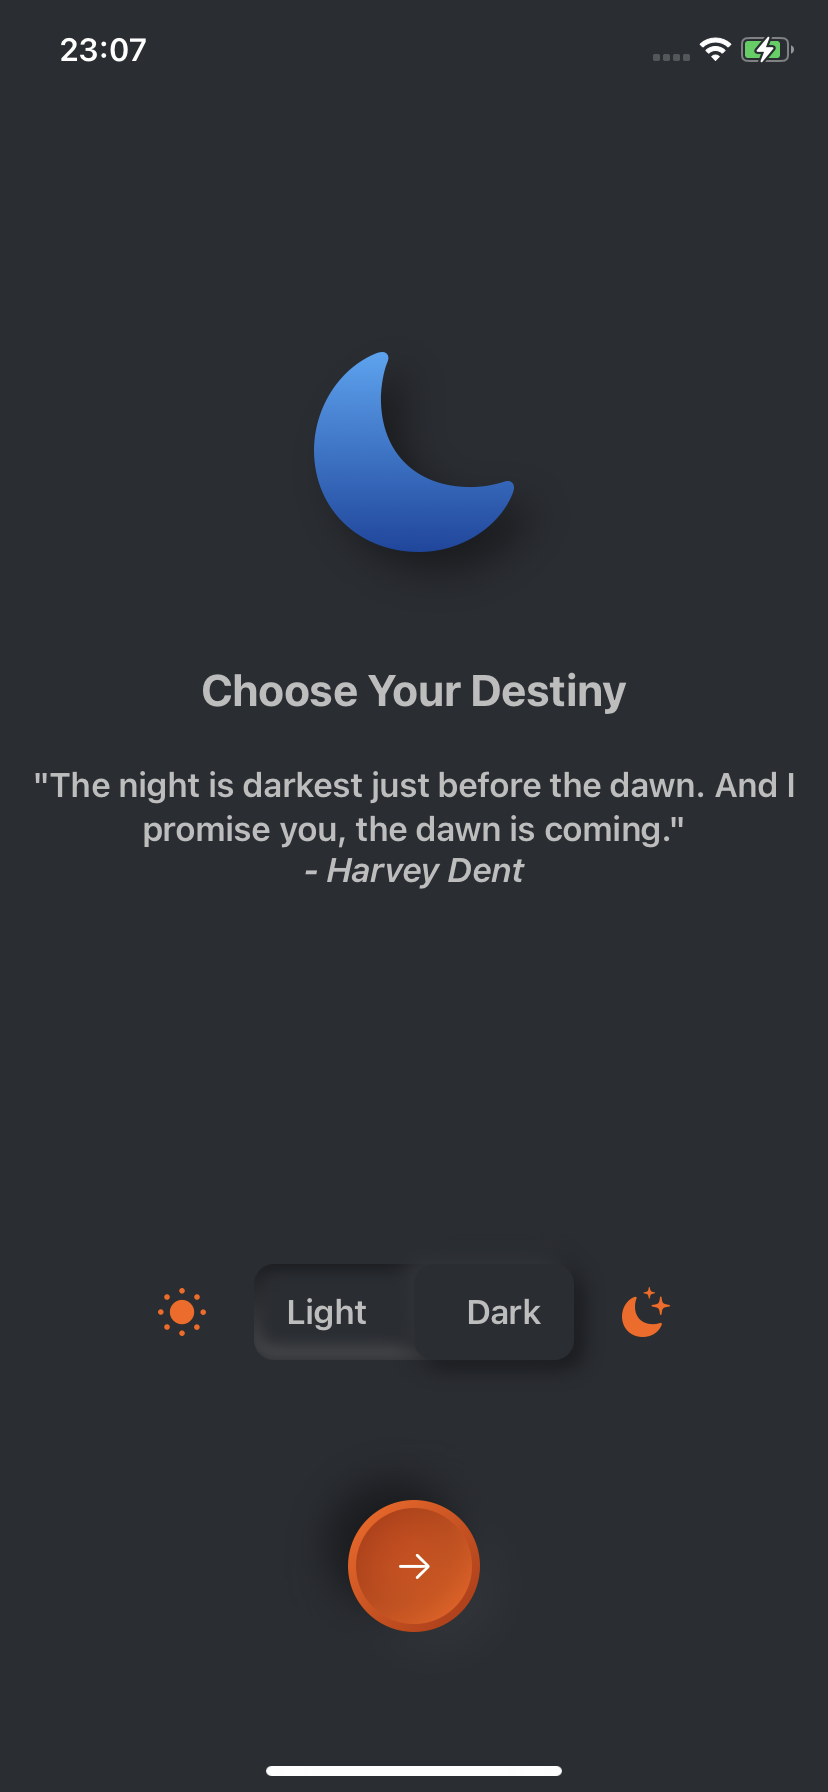 23:07
Choose Your Destiny
"The night is darkest just before the dawn. And I
promise you, the dawn is coming."
- Harvey Dent
Light
Dark